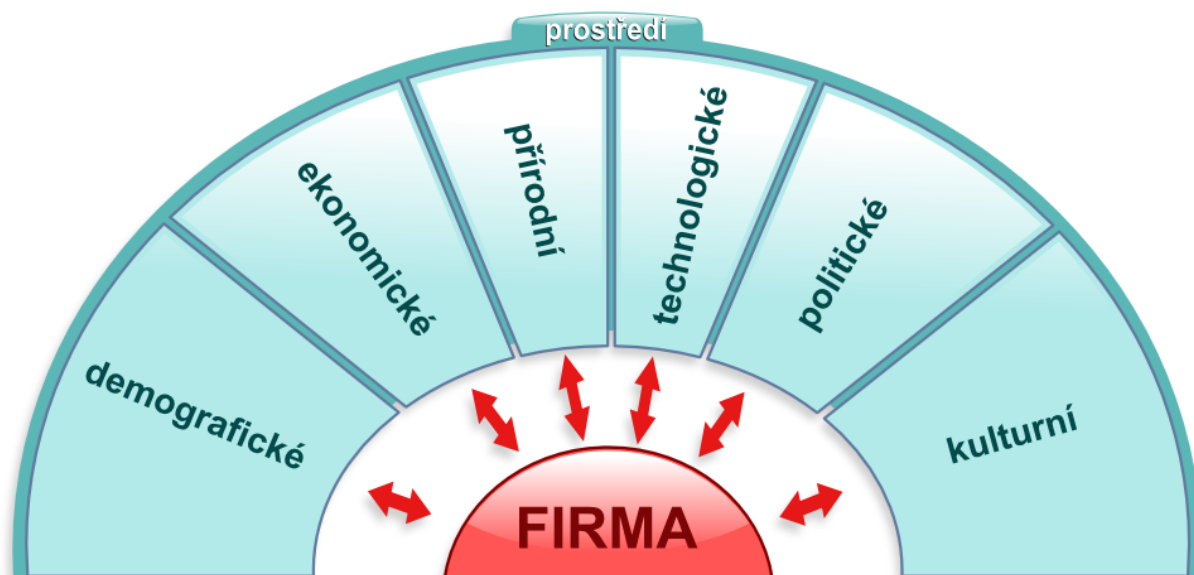 prostředí
demografické
ekonomické
přírodní
technologické
politické
kulturní
FIRMA